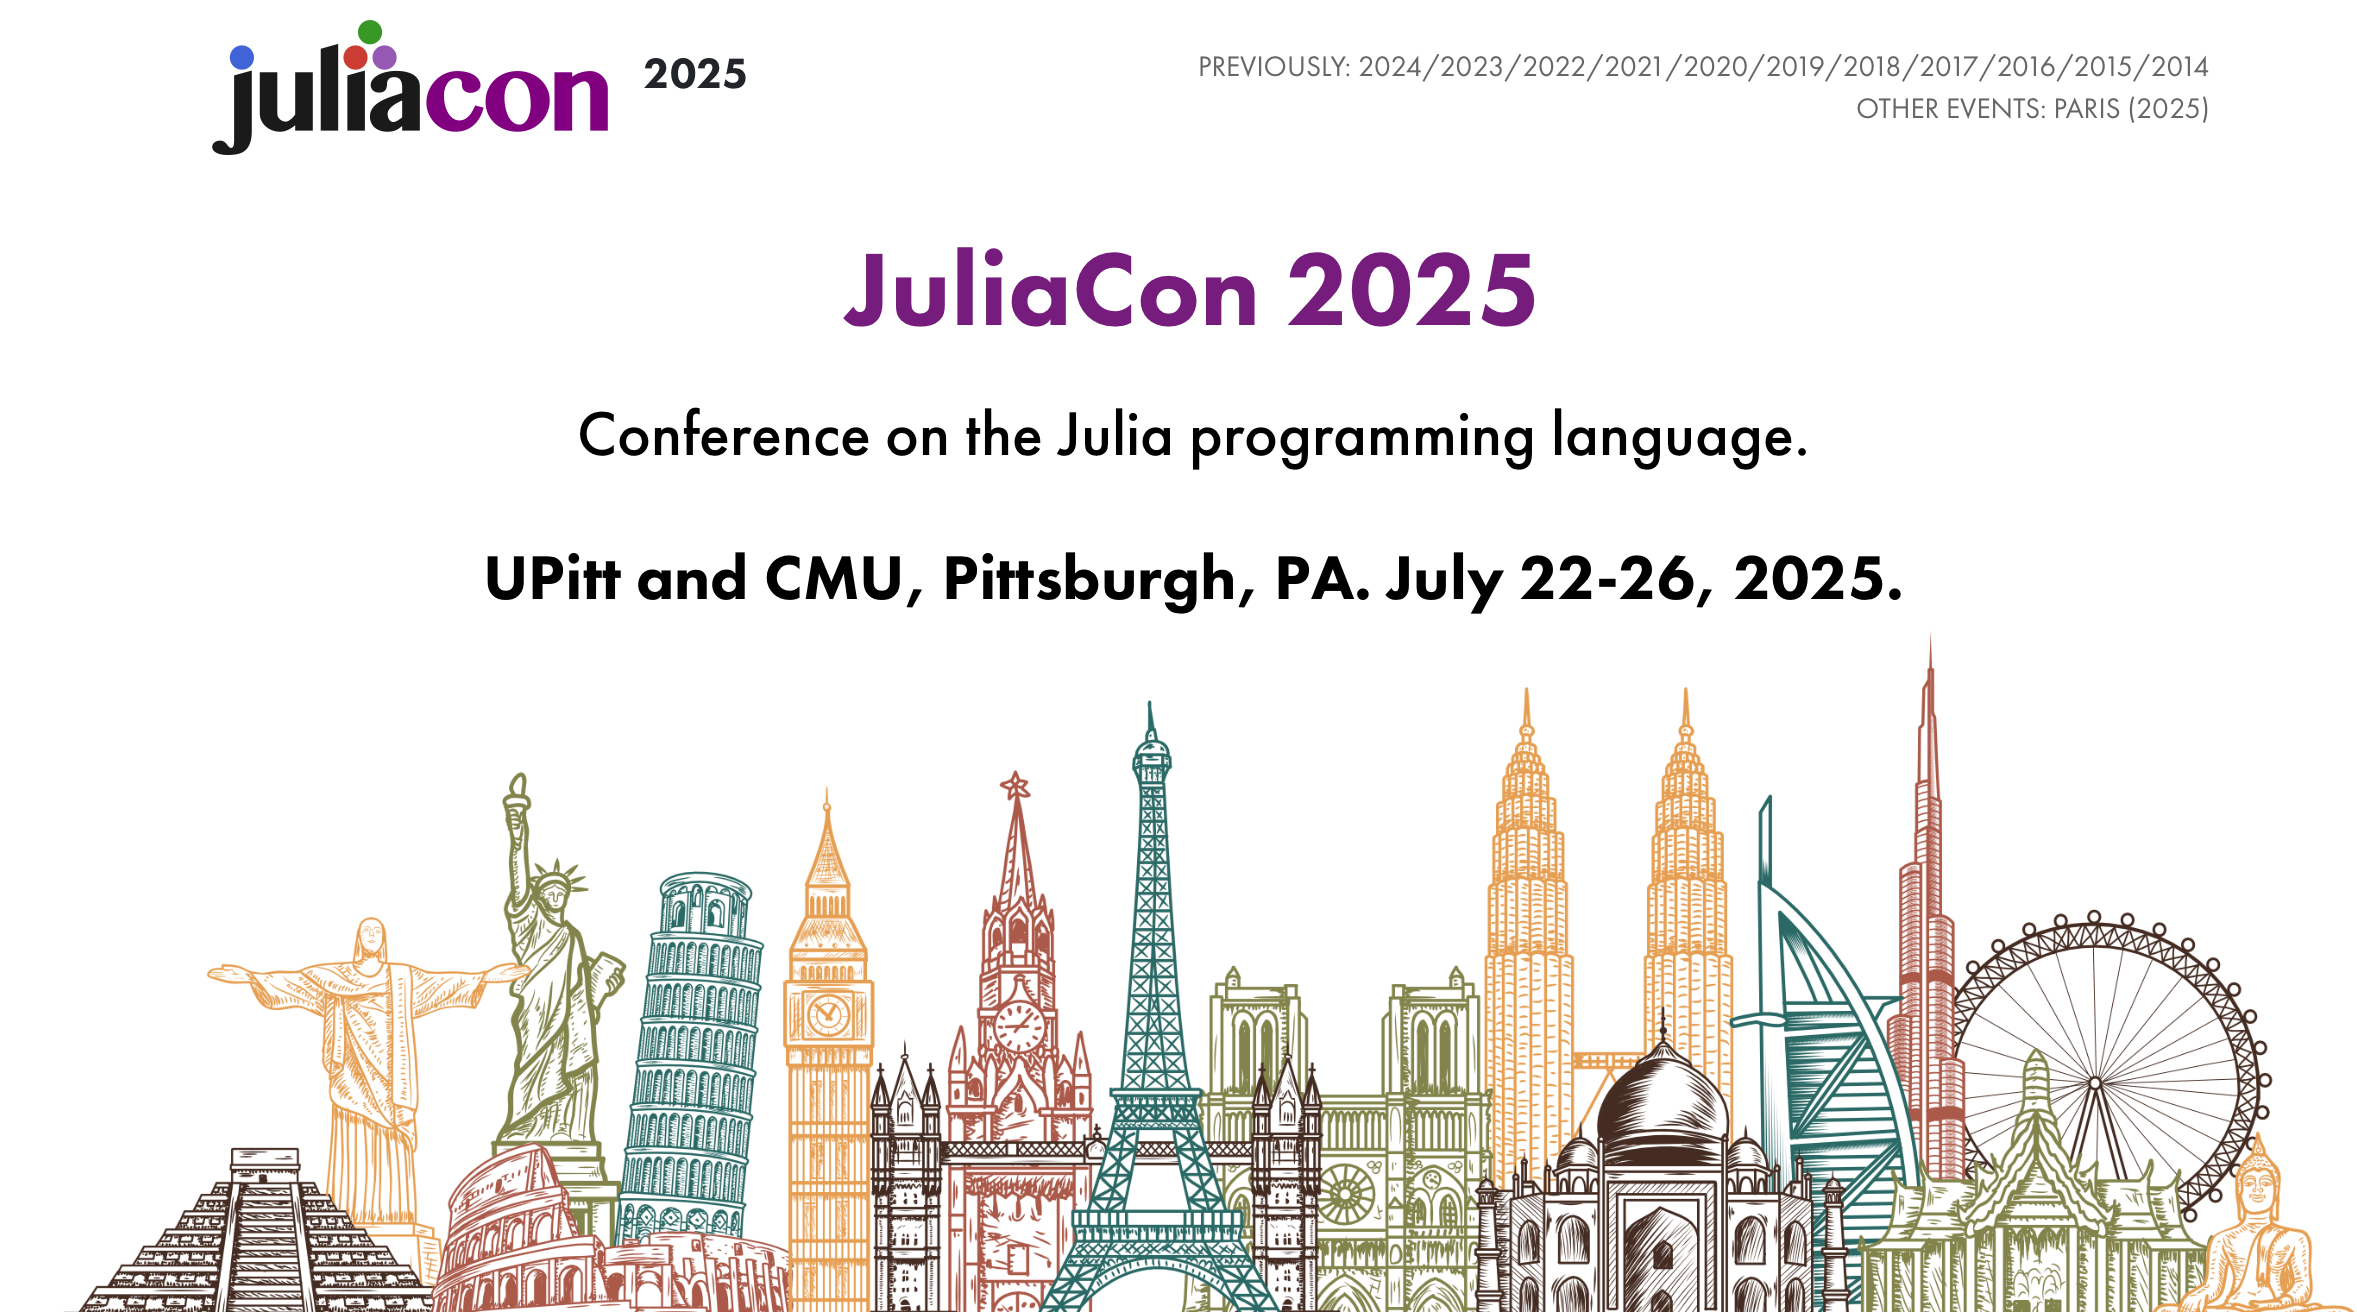 juliacon 2025
PREVIOUSLY: 2024/2023/2022/2021/2020/2019/2018/2017/2016/2015/2014
OTHER EVENTS: PARIS (2025)
JuliaCon 2025
Conference on the Julia programming language.
UPitt and CMU, Pittsburgh, PA. July 22-26, 2025.